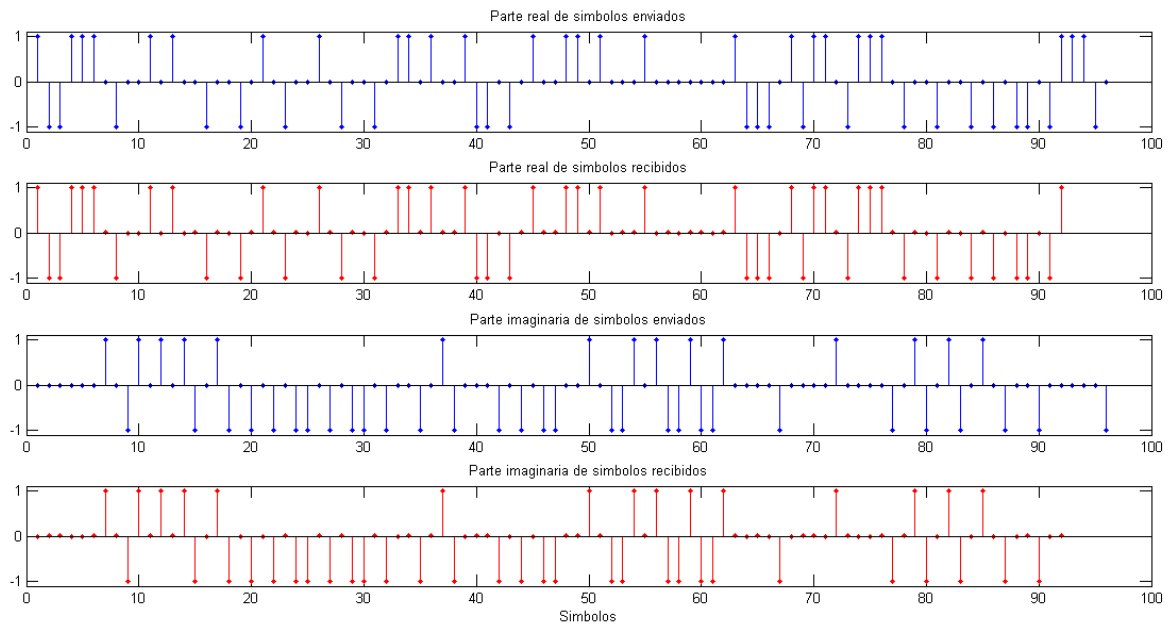 Parte real de simbolos enviados
1
0
-1
0 10 20 30 40 50 60 70 80 90 100
Parte real de simbolos recibidos
1
0
-1
0 10 20 30 40 50 60 70 80 90 100
Parte imaginaria de simbolos enviados
1
0
-1
0 10 20 30 40 50 60 70 80 90 100
Parte imaginaria de simbolos recibidos
1
0
-1
0 10 20 30 40 50 60 70 80 90 100
Simbolos